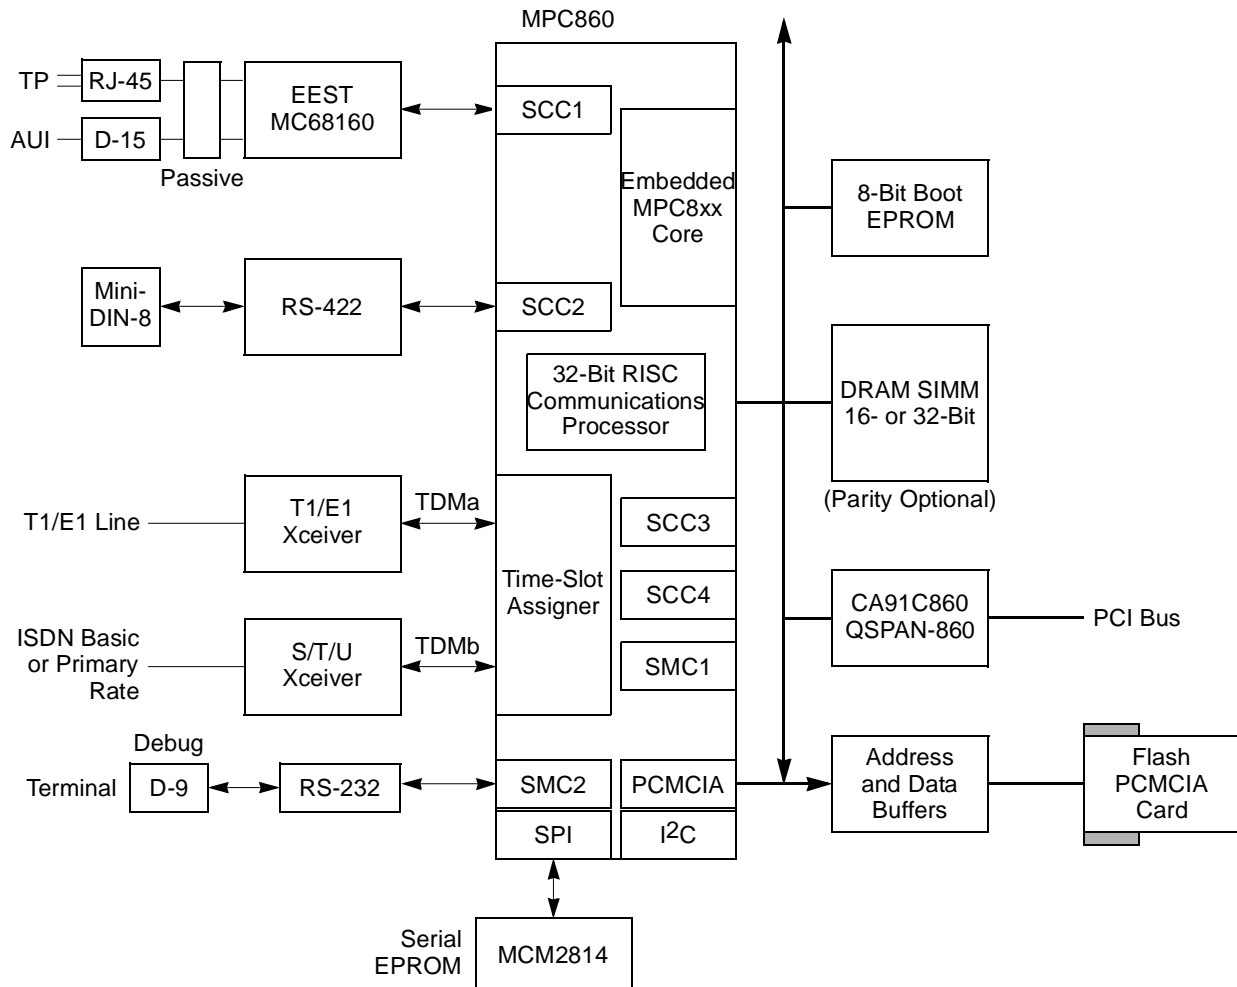 MPC860
TP
RJ-45
AUI
D-15
Passive
EEST
MC68160
SCC1
Embedded
MPC8xx
Core
8-Bit Boot
EPROM
Mini-
DIN-8
RS-422
SCC2
32-Bit RISC
Communications
Processor
DRAM SIMM
16- or 32-Bit
(Parity Optional)
T1/E1 Line
T1/E1
Xceiver
TDMa
Time-Slot
Assigner
SCC3
SCC4
SMC1
CA91C860
QSPAN-860
PCI Bus
ISDN Basic
or Primary
Rate
S/T/U
Xceiver
TDMb
Debug
Terminal
D-9
RS-232
SMC2
PCMCIA
SPI
I2C
Address
and Data
Buffers
Flash
PCMCIA
Card
Serial
EPROM
MCM2814